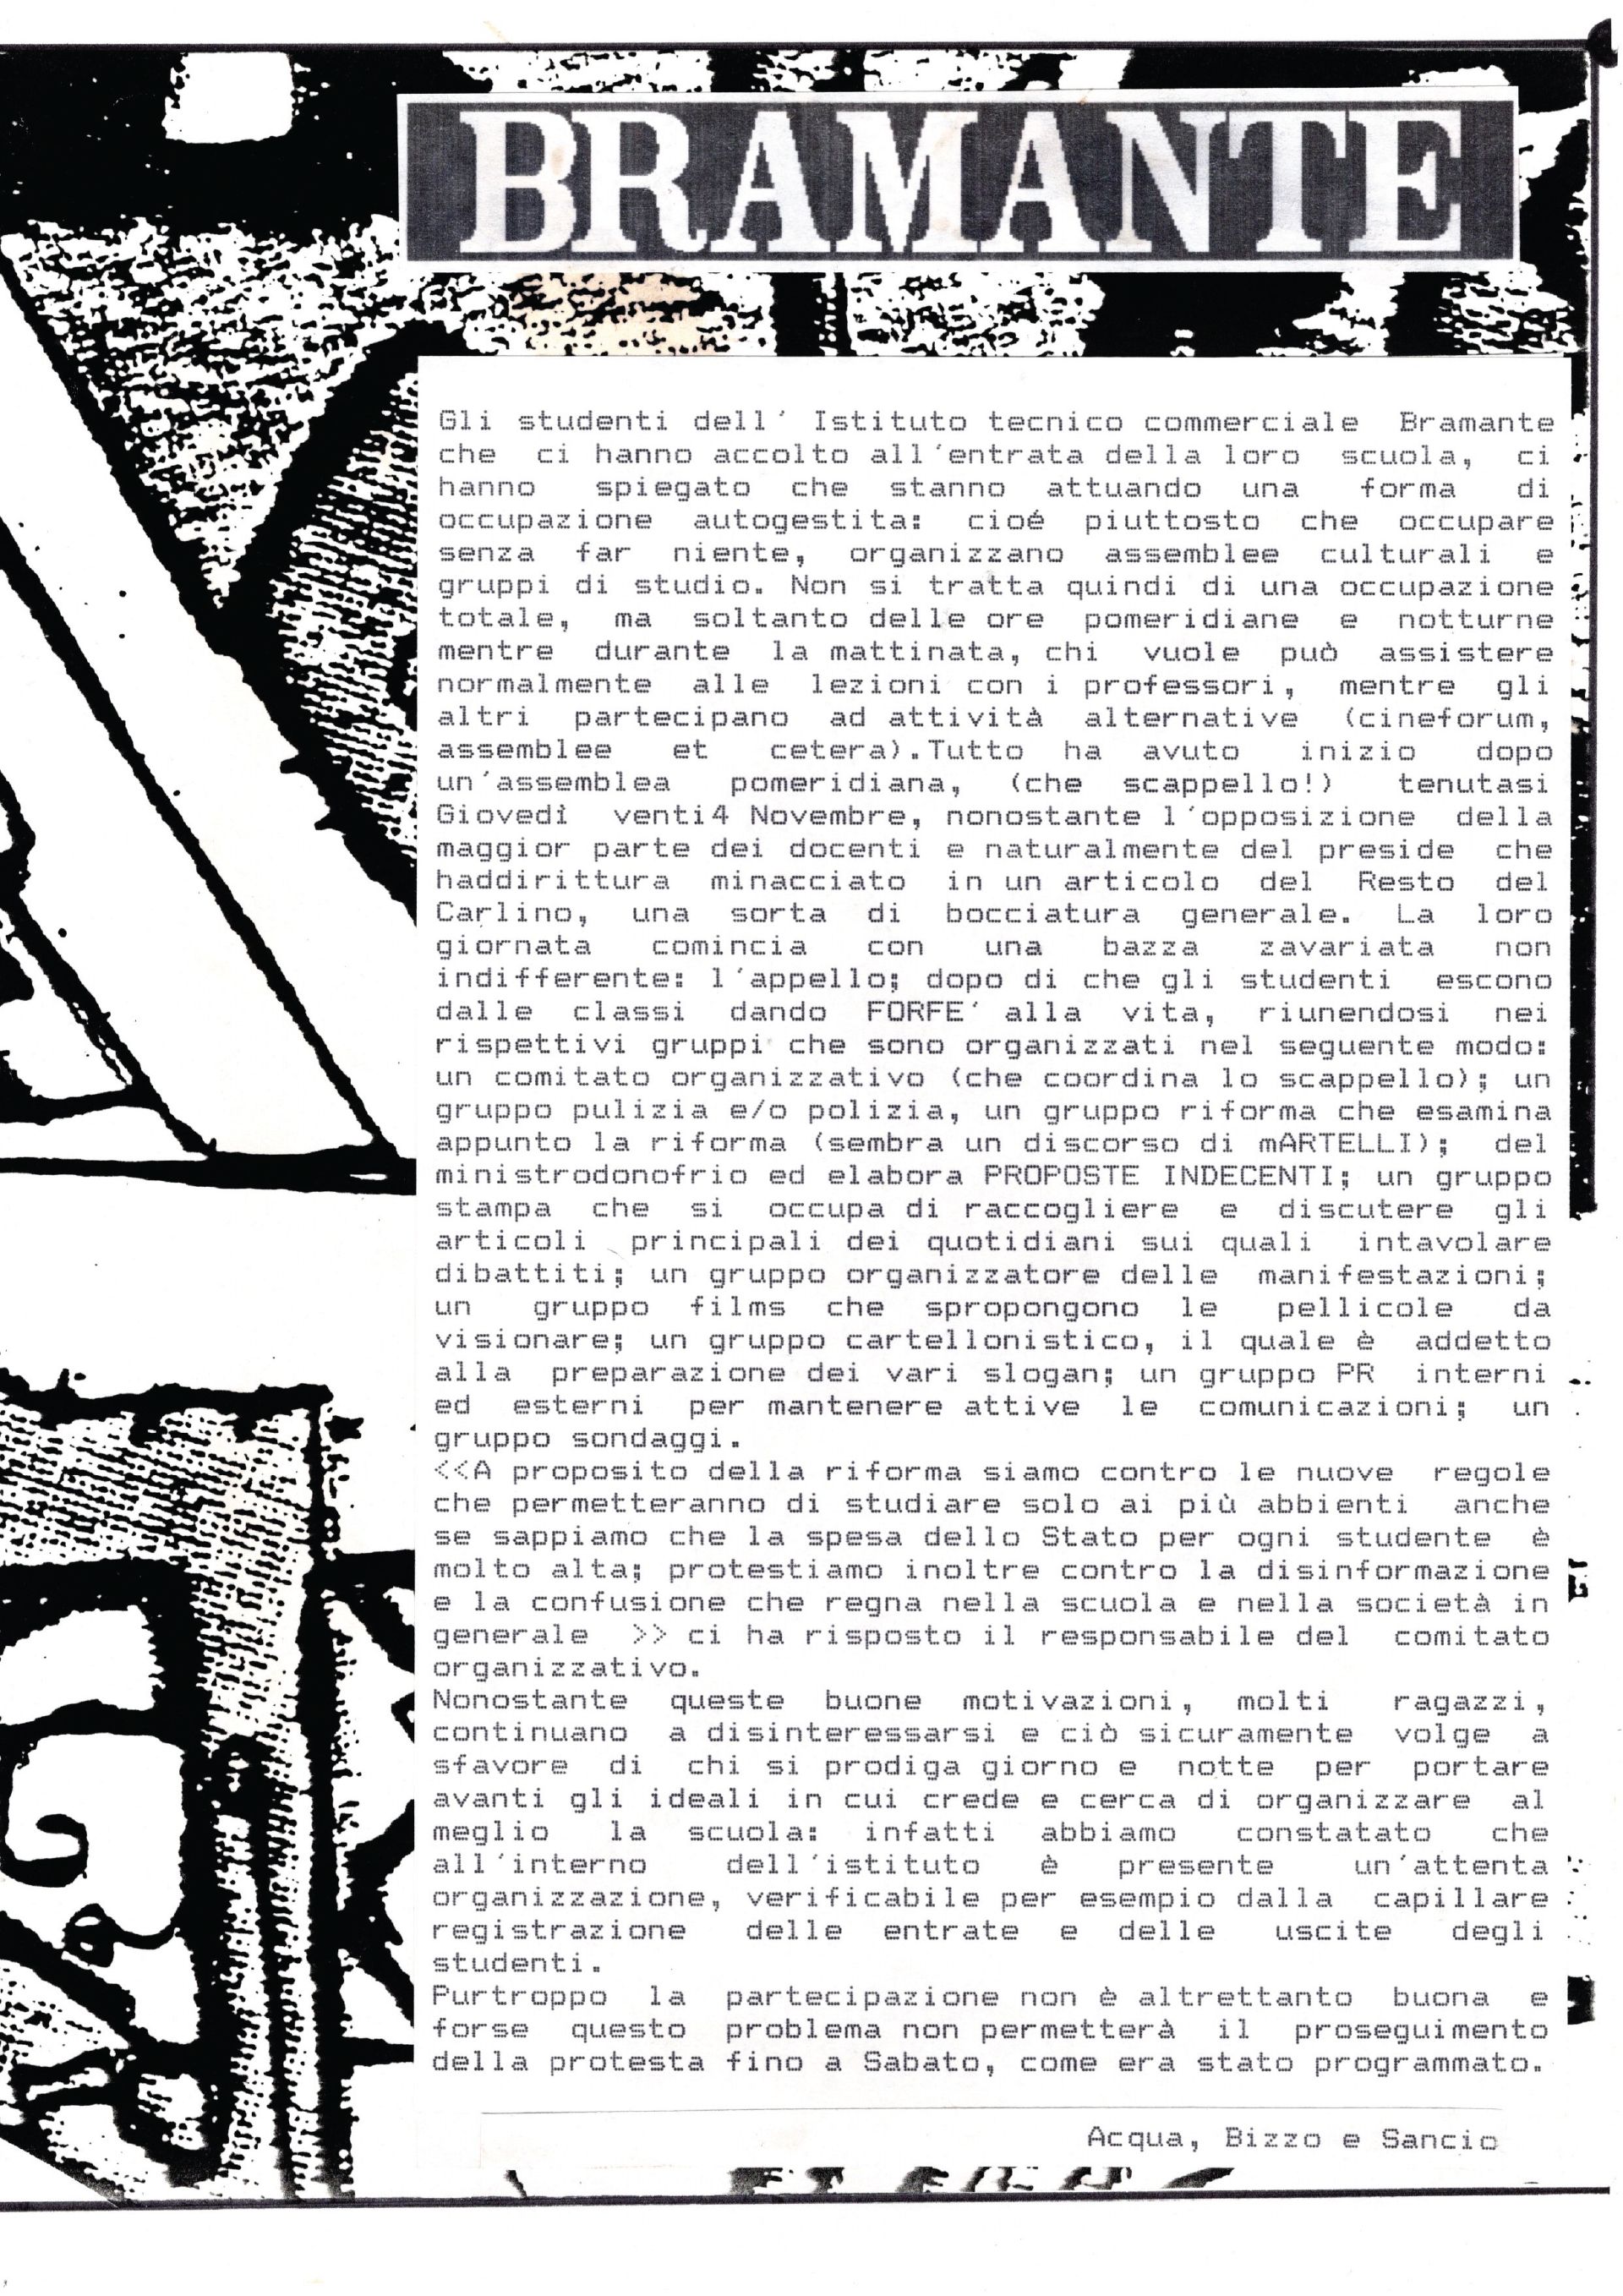 BRAMANTE
Gli studenti dell' Istituto tecnico commerciale Bramante
che ci hanno accolto all'entrata della loro scuola, ci
hanno spiegato che stanno attuando una forma di
occupazione autogestita: cioé piuttosto che occupare
senza far niente, organizzano assemblee culturali e
gruppi di studio. Non si tratta quindi di una occupazione
totale, ma soltanto delle ore pomeridiane e notturne
mentre durante la mattinata, chi vuole può assistere
normalmente alle lezioni con i professori, mentre gli
altri partecipano ad attività alternative (cineforum,
assemblee et cetera).Tutto ha avuto inizio dopo
un'assemblea pomeridiana, (che scappello!) tenutasi
Giovedì venti4 Novembre, nonostante l'opposizione della
maggior parte dei docenti e naturalmente del preside che
haddirittura minacciato in un articolo del Resto del
Carlino, una sorta di bocciatura generale. La loro
giornata comincia con una bazza zavariata non
indifferente: l'appello; dopo di che gli studenti escono
dalle classi dando FORFE' alla vita, riunendosi nei
rispettivi gruppi che sono organizzati nel seguente modo:
un comitato organizzativo (che coordina lo scappello); un
gruppo pulizia e/o polizia, un gruppo riforma che esamina
appunto la riforma (sembra un discorso di mARTELLI); del
ministrodonofrio ed elabora PROPOSTE INDECENTI; un gruppo
stampa che si occupa di raccogliere e discutere gli
articoli principali dei quotidiani sui quali intavolare
dibattiti; un gruppo organizzatore delle manifestazioni;
un gruppo films che spropongono le pellicole da
visionare; un gruppo cartellonistico, il quale è addetto
alla preparazione dei vari slogan; un gruppo PR interni
ed esterni per mantenere attive le comunicazioni; un
gruppo sondaggi.
<<A proposito della riforma siamo contro le nuove regole
che permetteranno di studiare solo ai più abbienti anche
se sappiamo che la spesa dello Stato per ogni studente è
molto alta; protestiamo inoltre contro la disinformazione
e la confusione che regna nella scuola e nella società in
generale >> ci ha risposto il responsabile del comitato
organizzativo.
Nonostante queste buone motivazioni, molti ragazzi,
continuano a disinteressarsi e ciò sicuramente volge a
sfavore di chi si prodiga giorno e notte per portare
avanti gli ideali in cui crede e cerca di organizzare al
meglio la scuola: infatti abbiamo constatato che
all'interno dell'istituto è presente un'attenta
organizzazione, verificabile per esempio dalla capillare
registrazione delle entrate e delle uscite degli
studenti.
Purtroppo la partecipazione non è altrettanto buona e
forse questo problema non permetterà il proseguimento
della protesta fino a Sabato, come era stato programmato.
Acqua, Bizzo e Sancio